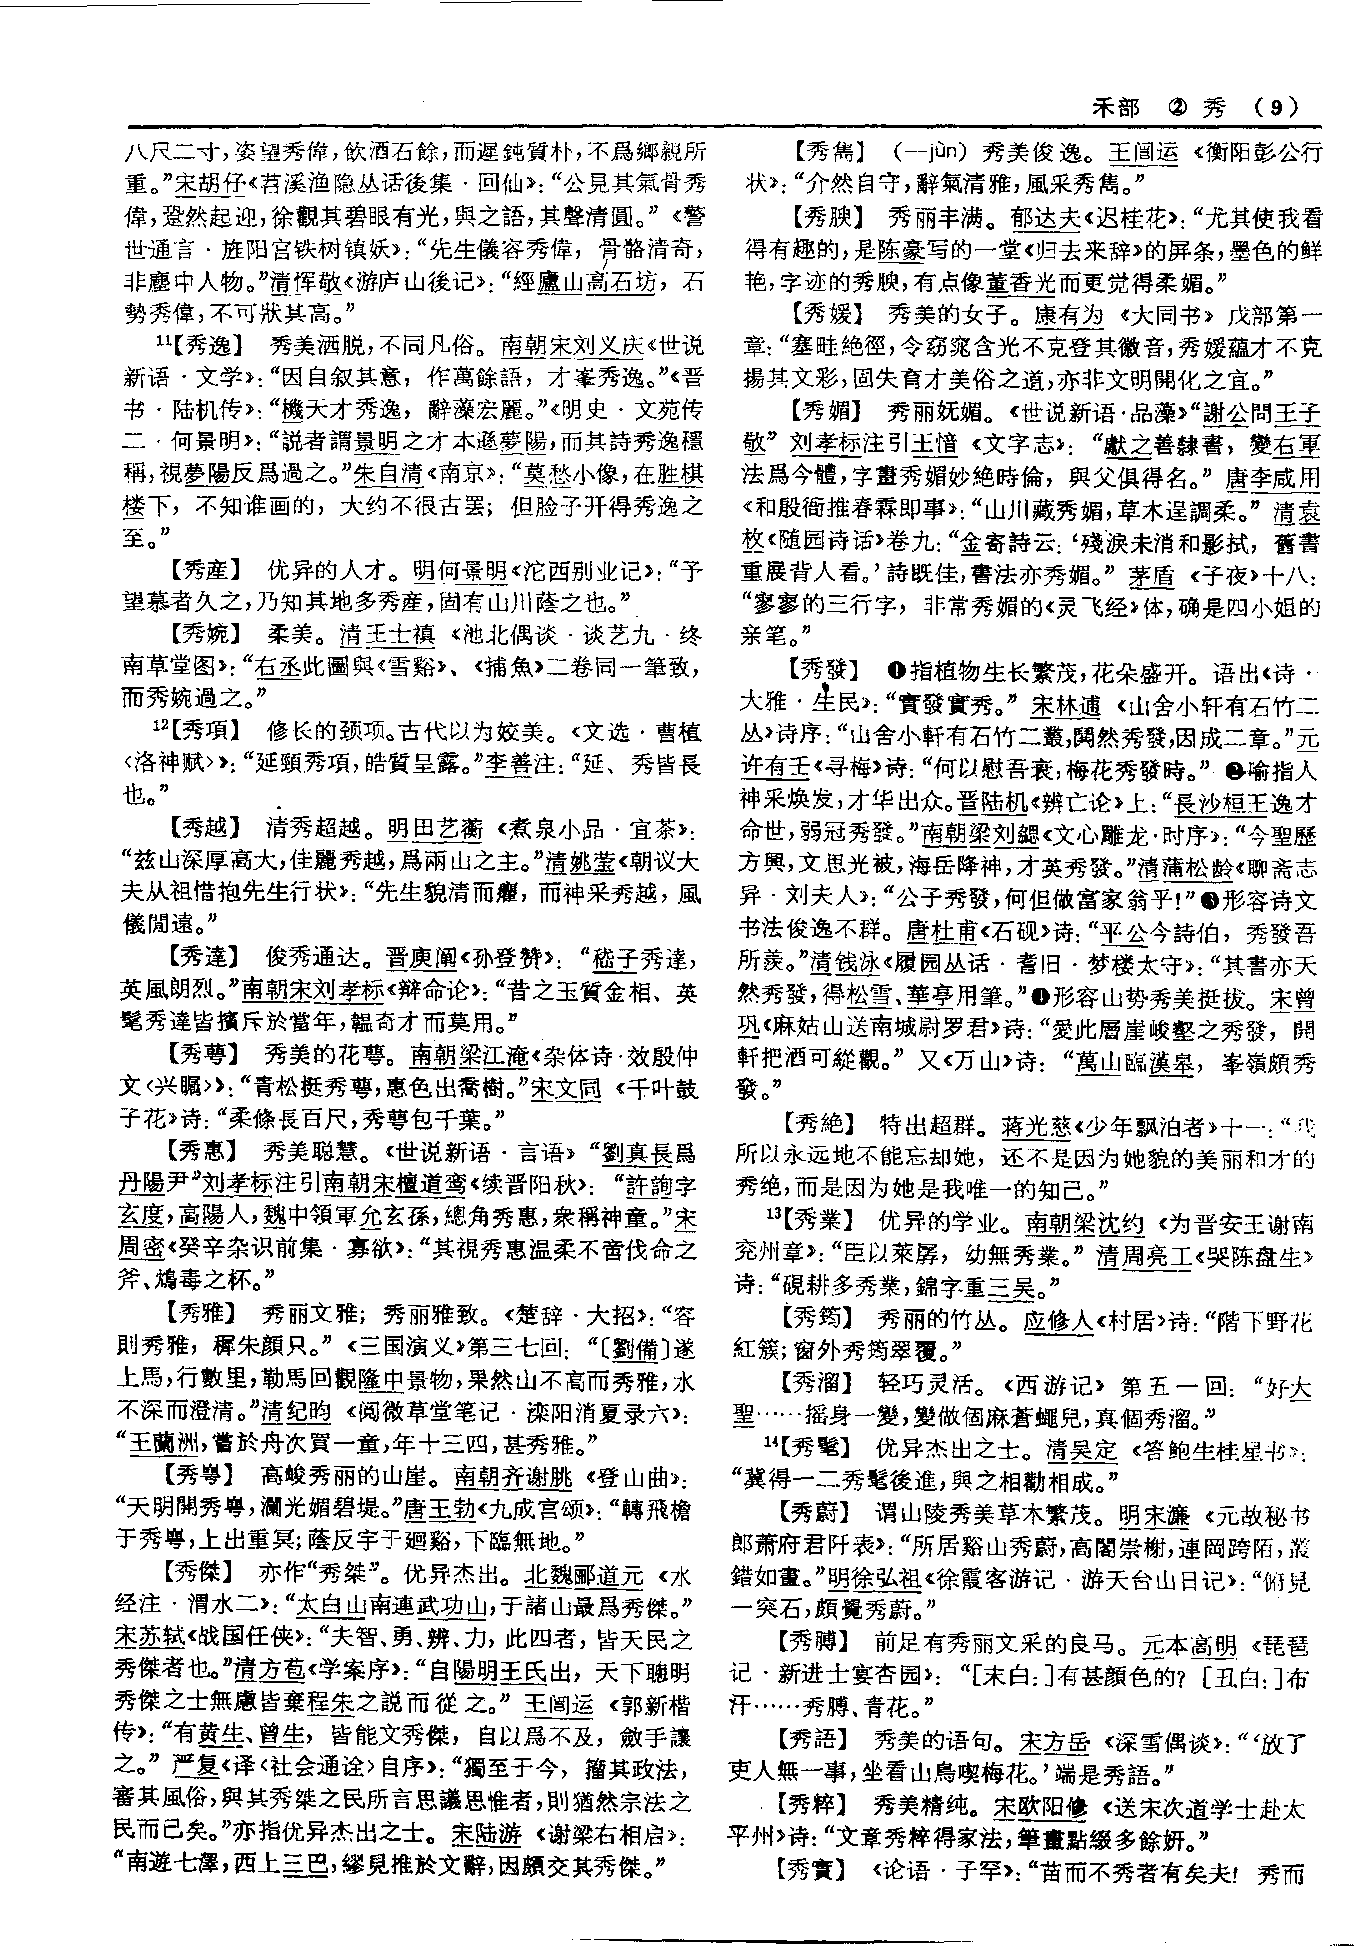 禾部 ② 秀 （9）
八尺二寸，姿望秀偉，飲酒石餘，而遲鈍質朴，不爲鄉親所
重。”宋胡仔《苕溪渔隐丛话後集·回仙》：“公見其氣骨秀
偉，跫然起迎，徐觀其碧眼有光，與之語，其聲清圓。”《警
世通言·旌阳宫铁树镇妖》：“先生儀容秀偉，骨骼清奇，
非塵中人物。”清恽敬《游庐山後记》：“經廬山高石坊，石
勢秀偉，不可狀其高。”
¹¹【秀逸】 秀美洒脱，不同凡俗。南朝宋刘义庆《世说
新语·文学》：“因自叙其意，作萬餘語，才峯秀逸。”《晋
书·陆机传》：“機天才秀逸，辭藻宏麗。”《明史·文苑传
二·何景明》：“説者謂景明之才本遜夢陽，而其詩秀逸穩
稱，視夢陽反爲過之。”朱自清《南京》：“莫愁小像，在胜棋
楼下，不知谁画的，大约不很古罢；但脸子开得秀逸之
至。”
【秀産】 优异的人才。明何景明《沱西别业记》：“予
望慕者久之，乃知其地多秀産，固有山川蔭之也。”
【秀婉】 柔美。清王士禛《池北偶谈·谈艺九·终
南草堂图》：“右丞此圖與《雪谿》、《捕魚》二卷同一筆致，
而秀婉過之。”
¹²【秀項】 修长的颈项。古代以为姣美。《文选·曹植
〈洛神赋〉》：“延頸秀項，皓質呈露。”李善注：“延、秀皆長
也。”
【秀越】 清秀超越。明田艺蘅《煮泉小品·宜茶》：
“兹山深厚高大，佳麗秀越，爲兩山之主。”清姚莹《朝议大
夫从祖惜抱先生行状》：“先生貌清而癯，而神采秀越，風
儀閒遠。”
【秀達】 俊秀通达。晋庾阐《孙登赞》：“嵇子秀達，
英風朗烈。”南朝宋刘孝标《辩命论》：“昔之玉質金相、英
髦秀達皆擯斥於當年，韞奇才而莫用。”
【秀萼】 秀美的花萼。南朝梁江淹《杂体诗·效殷仲
文〈兴瞩〉》：“青松挺秀萼，惠色出喬樹。”宋文同《千叶鼓
子花》诗：“柔條長百尺，秀萼包千葉。”
【秀惠】 秀美聪慧。《世说新语·言语》“劉真長爲
丹陽尹”刘孝标注引南朝宋檀道鸾《续晋阳秋》：“許詢字
玄度，高陽人，魏中領軍允玄孫，總角秀惠，衆稱神童。”宋
周密《癸辛杂识前集·寡欲》：“其視秀惠温柔不啻伐命之
斧、鴆毒之杯。”
【秀雅】 秀丽文雅；秀丽雅致。《楚辞·大招》：“容
則秀雅，穉朱顔只。”《三国演义》第三七回：“〔劉備〕遂
上馬，行數里，勒馬回觀隆中景物，果然山不高而秀雅，水
不深而澄清。”清纪昀《阅微草堂笔记·滦阳消夏录六》：
“王蘭洲，嘗於舟次買一童，年十三四，甚秀雅。”
【秀崿】 高峻秀丽的山崖。南朝齐谢朓《登山曲》：
“天明開秀崿，瀾光媚碧堤。”唐王勃《九成宫颂》：“轉飛檐
于秀崿，上出重冥；蔭反宇于迴谿，下臨無地。”
【秀傑】 亦作“秀桀”。优异杰出。北魏郦道元《水
经注·渭水二》：“太白山南連武功山，于諸山最爲秀傑。”
宋苏轼《战国任侠》：“夫智、勇、辨、力，此四者，皆天民之
秀傑者也。”清方苞《学案序》：“自陽明王氏出，天下聰明
秀傑之士無慮皆棄程朱之説而從之。”王闿运《郭新楷
传》：“有黄生、曾生，皆能文秀傑，自以爲不及，斂手讓
之。”严复《译〈社会通诠〉自序》：“獨至于今，籀其政法，
審其風俗，與其秀桀之民所言思議思惟者，則猶然宗法之
民而已矣。”亦指优异杰出之士。宋陆游《谢梁右相启》：
“南遊七澤，西上三巴，繆見推於文辭，因頗交其秀傑。”
【秀雋】 （—jùn）秀美俊逸。王闿运《衡阳彭公行
状》：“介然自守，辭氣清雅，風采秀雋。”
【秀腴】 秀丽丰满。郁达夫《迟桂花》：“尤其使我看
得有趣的，是陈豪写的一堂《归去来辞》的屏条，墨色的鲜
艳，字迹的秀腴，有点像董香光而更觉得柔媚。”
【秀媛】 秀美的女子。康有为《大同书》戊部第一
章：“塞畦絶徑，令窈窕含光不克登其徽音，秀媛蘊才不克
揚其文彩，固失育才美俗之道，亦非文明開化之宜。”
【秀媚】 秀丽妩媚。《世说新语·品藻》“謝公問王子
敬”刘孝标注引王愔《文字志》：“獻之善隸書，變右軍
法爲今體，字畫秀媚妙絶時倫，與父俱得名。”唐李咸用
《和殷衙推春霖即事》：“山川藏秀媚，草木逞調柔。”清袁
枚《随园诗话》卷九：“金寄詩云：‘殘淚未消和影拭，舊書
重展背人看。’詩既佳，書法亦秀媚。”茅盾《子夜》十八：
“寥寥的三行字，非常秀媚的《灵飞经》体，确是四小姐的
亲笔。”
【秀發】 ❶指植物生长繁茂，花朵盛开。语出《诗·
大雅·生民》：“實發實秀。”宋林逋《山舍小轩有石竹二
丛》诗序：“山舍小軒有石竹二叢，閧然秀發，因成二章。”元
许有壬《寻梅》诗：“何以慰吾衰，梅花秀發時。”❷喻指人
神采焕发，才华出众。晋陆机《辨亡论》上：“長沙桓王逸才
命世，弱冠秀發。”南朝梁刘勰《文心雕龙·时序》：“今聖歷
方興，文思光被，海岳降神，才英秀發。”清蒲松龄《聊斋志
异·刘夫人》：“公子秀發，何但做富家翁乎！”❸形容诗文
书法俊逸不群。唐杜甫《石砚》诗：“平公今詩伯，秀發吾
所羨。”清钱泳《履园丛话·耆旧·梦楼太守》：“其書亦天
然秀發，得松雪、華亭用筆。”❹形容山势秀美挺拔。宋曾
巩《麻姑山送南城尉罗君》诗：“愛此層崖峻壑之秀發，開
軒把酒可縱觀。”又《万山》诗：“萬山臨漢皋，峯嶺頗秀
發。”
【秀絶】 特出超群。蒋光慈《少年飘泊者》十一：“我
所以永远地不能忘却她，还不是因为她貌的美丽和才的
秀绝，而是因为她是我唯一的知己。”
¹³【秀業】 优异的学业。南朝梁沈约《为晋安王谢南
兖州章》：“臣以萊孱，幼無秀業。”清周亮工《哭陈盘生》
诗：“硯耕多秀業，錦字重三吴。”
【秀筠】 秀丽的竹丛。应修人《村居》诗：“階下野花
紅簇；窗外秀筠翠覆。”
【秀溜】 轻巧灵活。《西游记》第五一回：“好大
聖……摇身一變，變做個麻蒼蠅兒，真個秀溜。”
¹⁴【秀髦】 优异杰出之士。清吴定《答鲍生桂星书》：
“冀得一二秀髦後進，與之相勸相成。”
【秀蔚】 谓山陵秀美草木繁茂。明宋濂《元故秘书
郎萧府君阡表》：“所居谿山秀蔚，高閣崇榭，連岡跨陌，叢
錯如畫。”明徐弘祖《徐霞客游记·游天台山日记》：“俯見
一突石，頗覺秀蔚。”
【秀膊】 前足有秀丽文采的良马。元本高明《琵琶
记·新进士宴杏园》：“［末白：］有甚顏色的？［丑白：］布
汗……秀膊、青花。”
【秀語】 秀美的语句。宋方岳《深雪偶谈》：“‘放了
吏人無一事，坐看山鳥喫梅花。’端是秀語。”
【秀粹】 秀美精纯。宋欧阳修《送宋次道学士赴太
平州》诗：“文章秀粹得家法，筆畫點綴多餘妍。”
【秀實】 《论语·子罕》：“苗而不秀者有矣夫！秀而